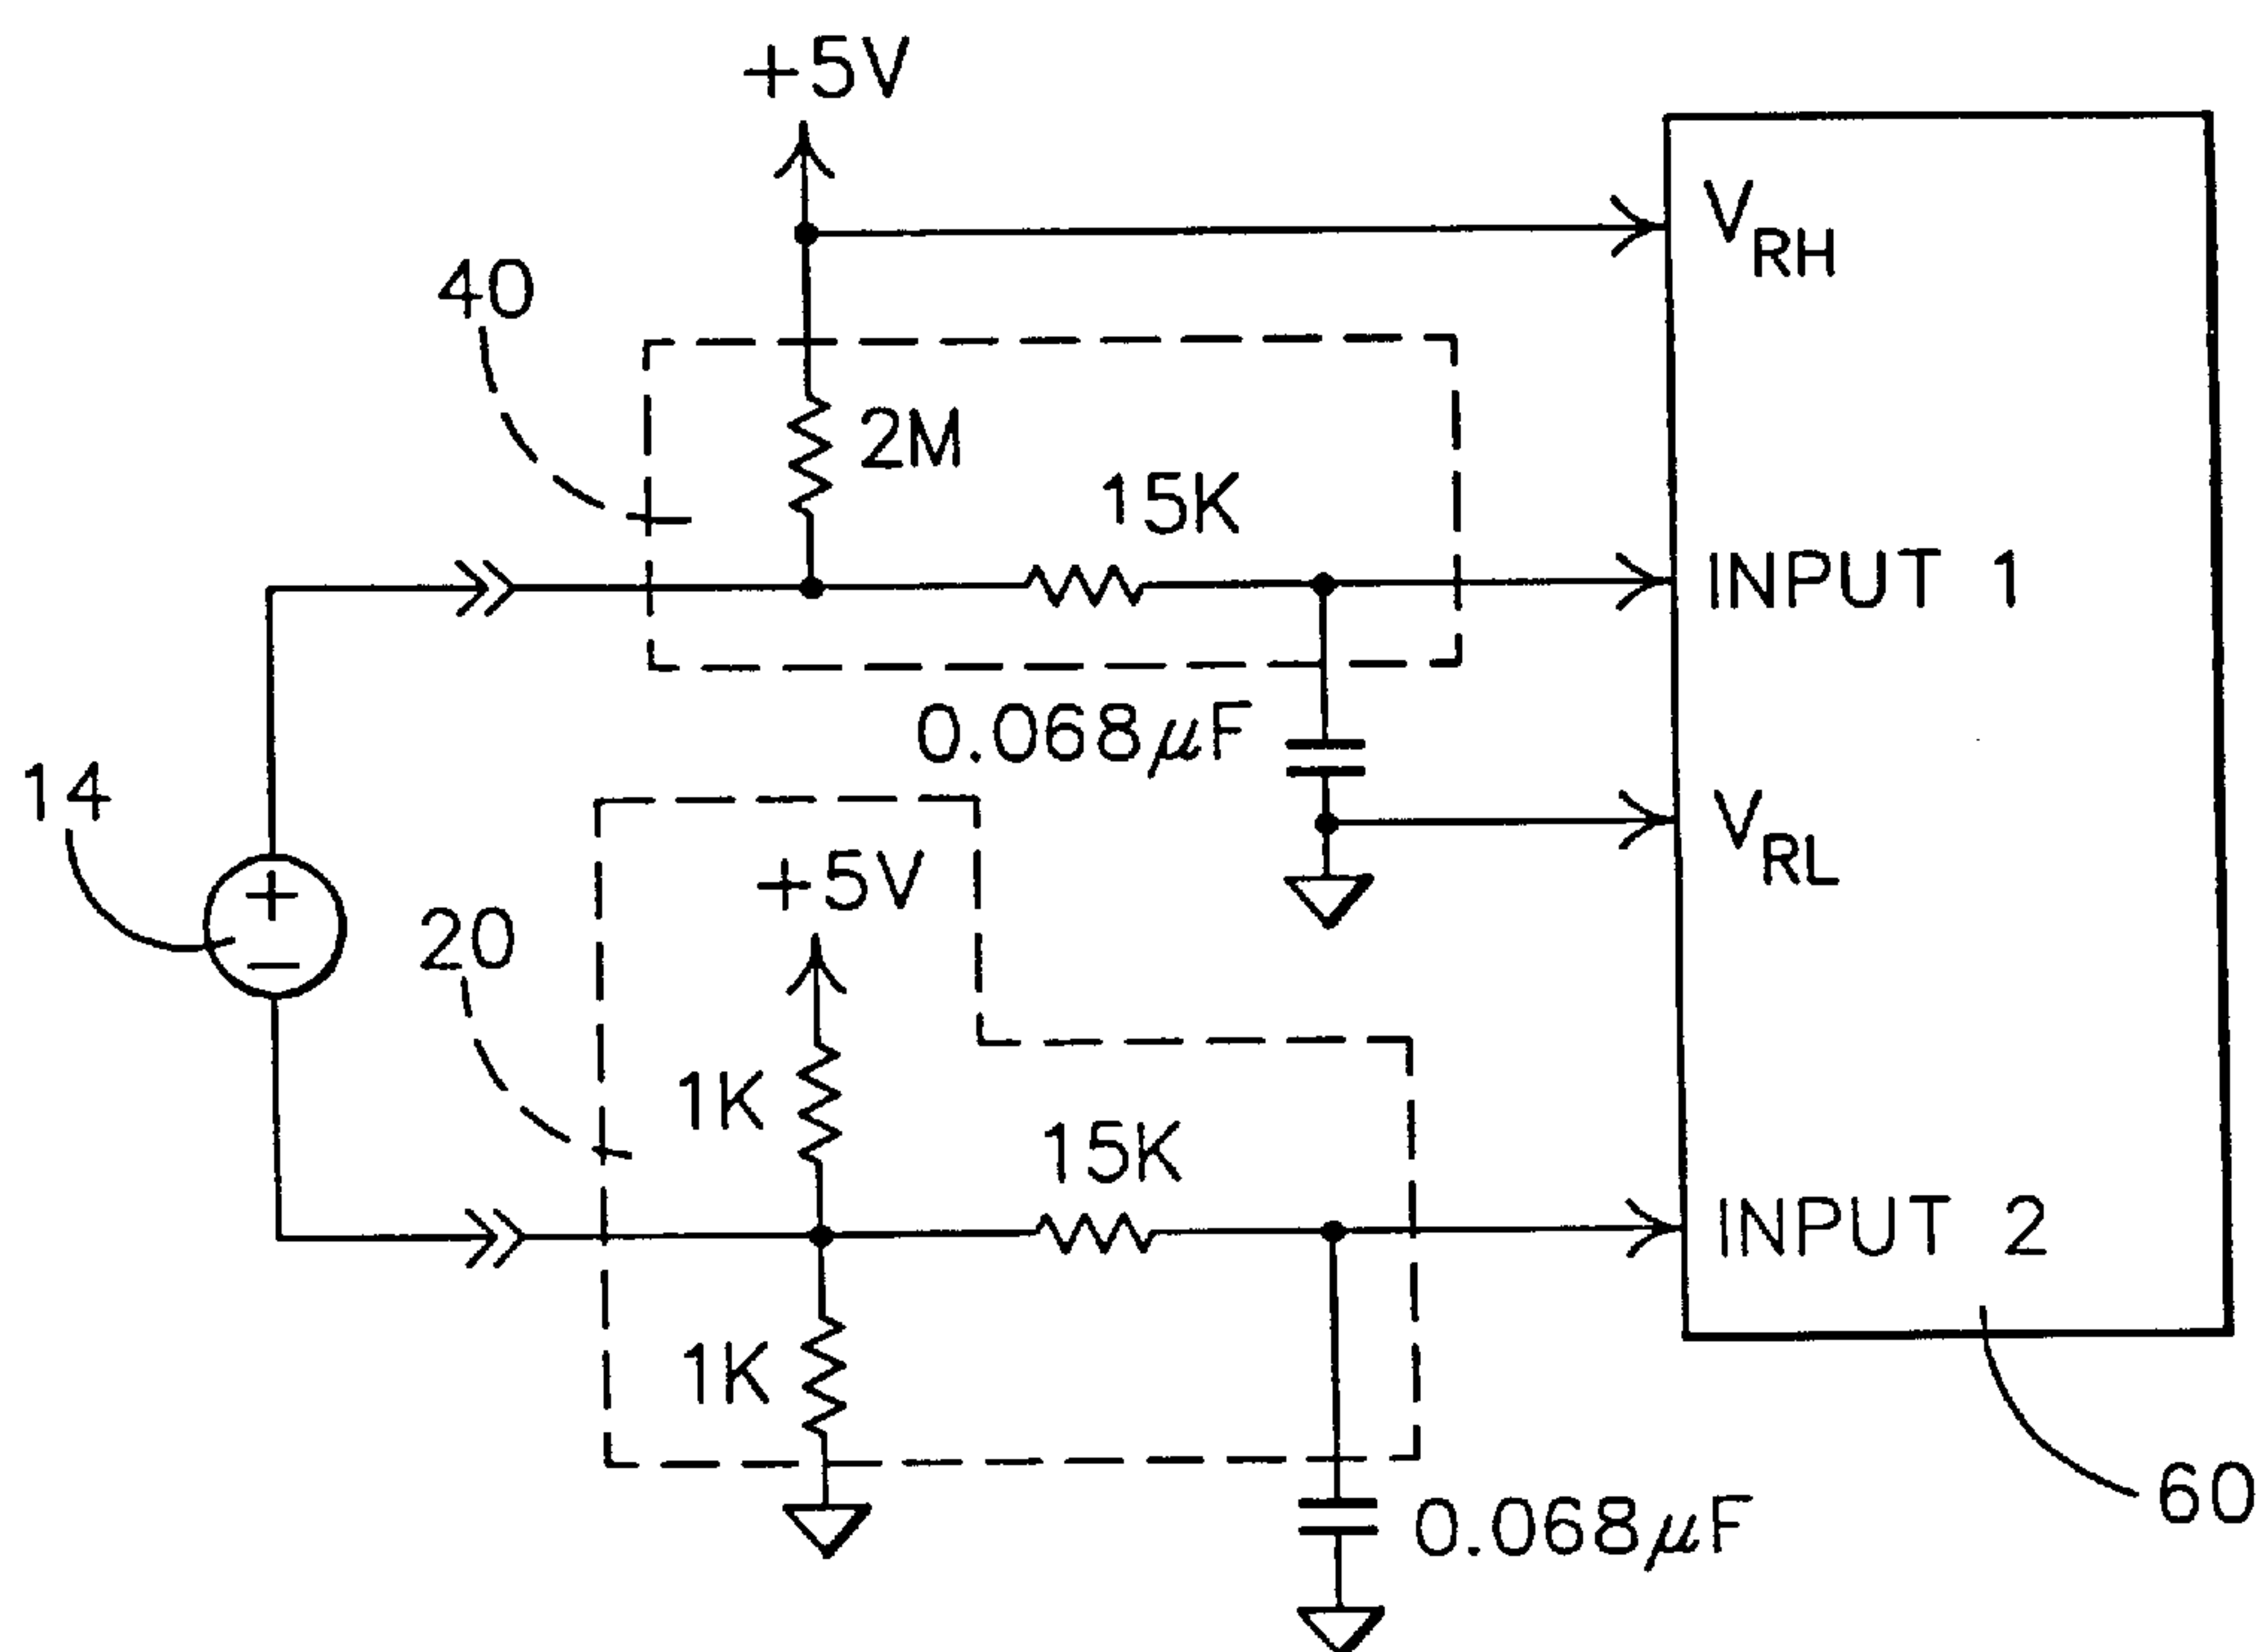 +5V
V_RH
40
2M
15K
INPUT 1
0.068µF
14
V_RL
+5V
20
1K
15K
INPUT 2
1K
60
0.068µF